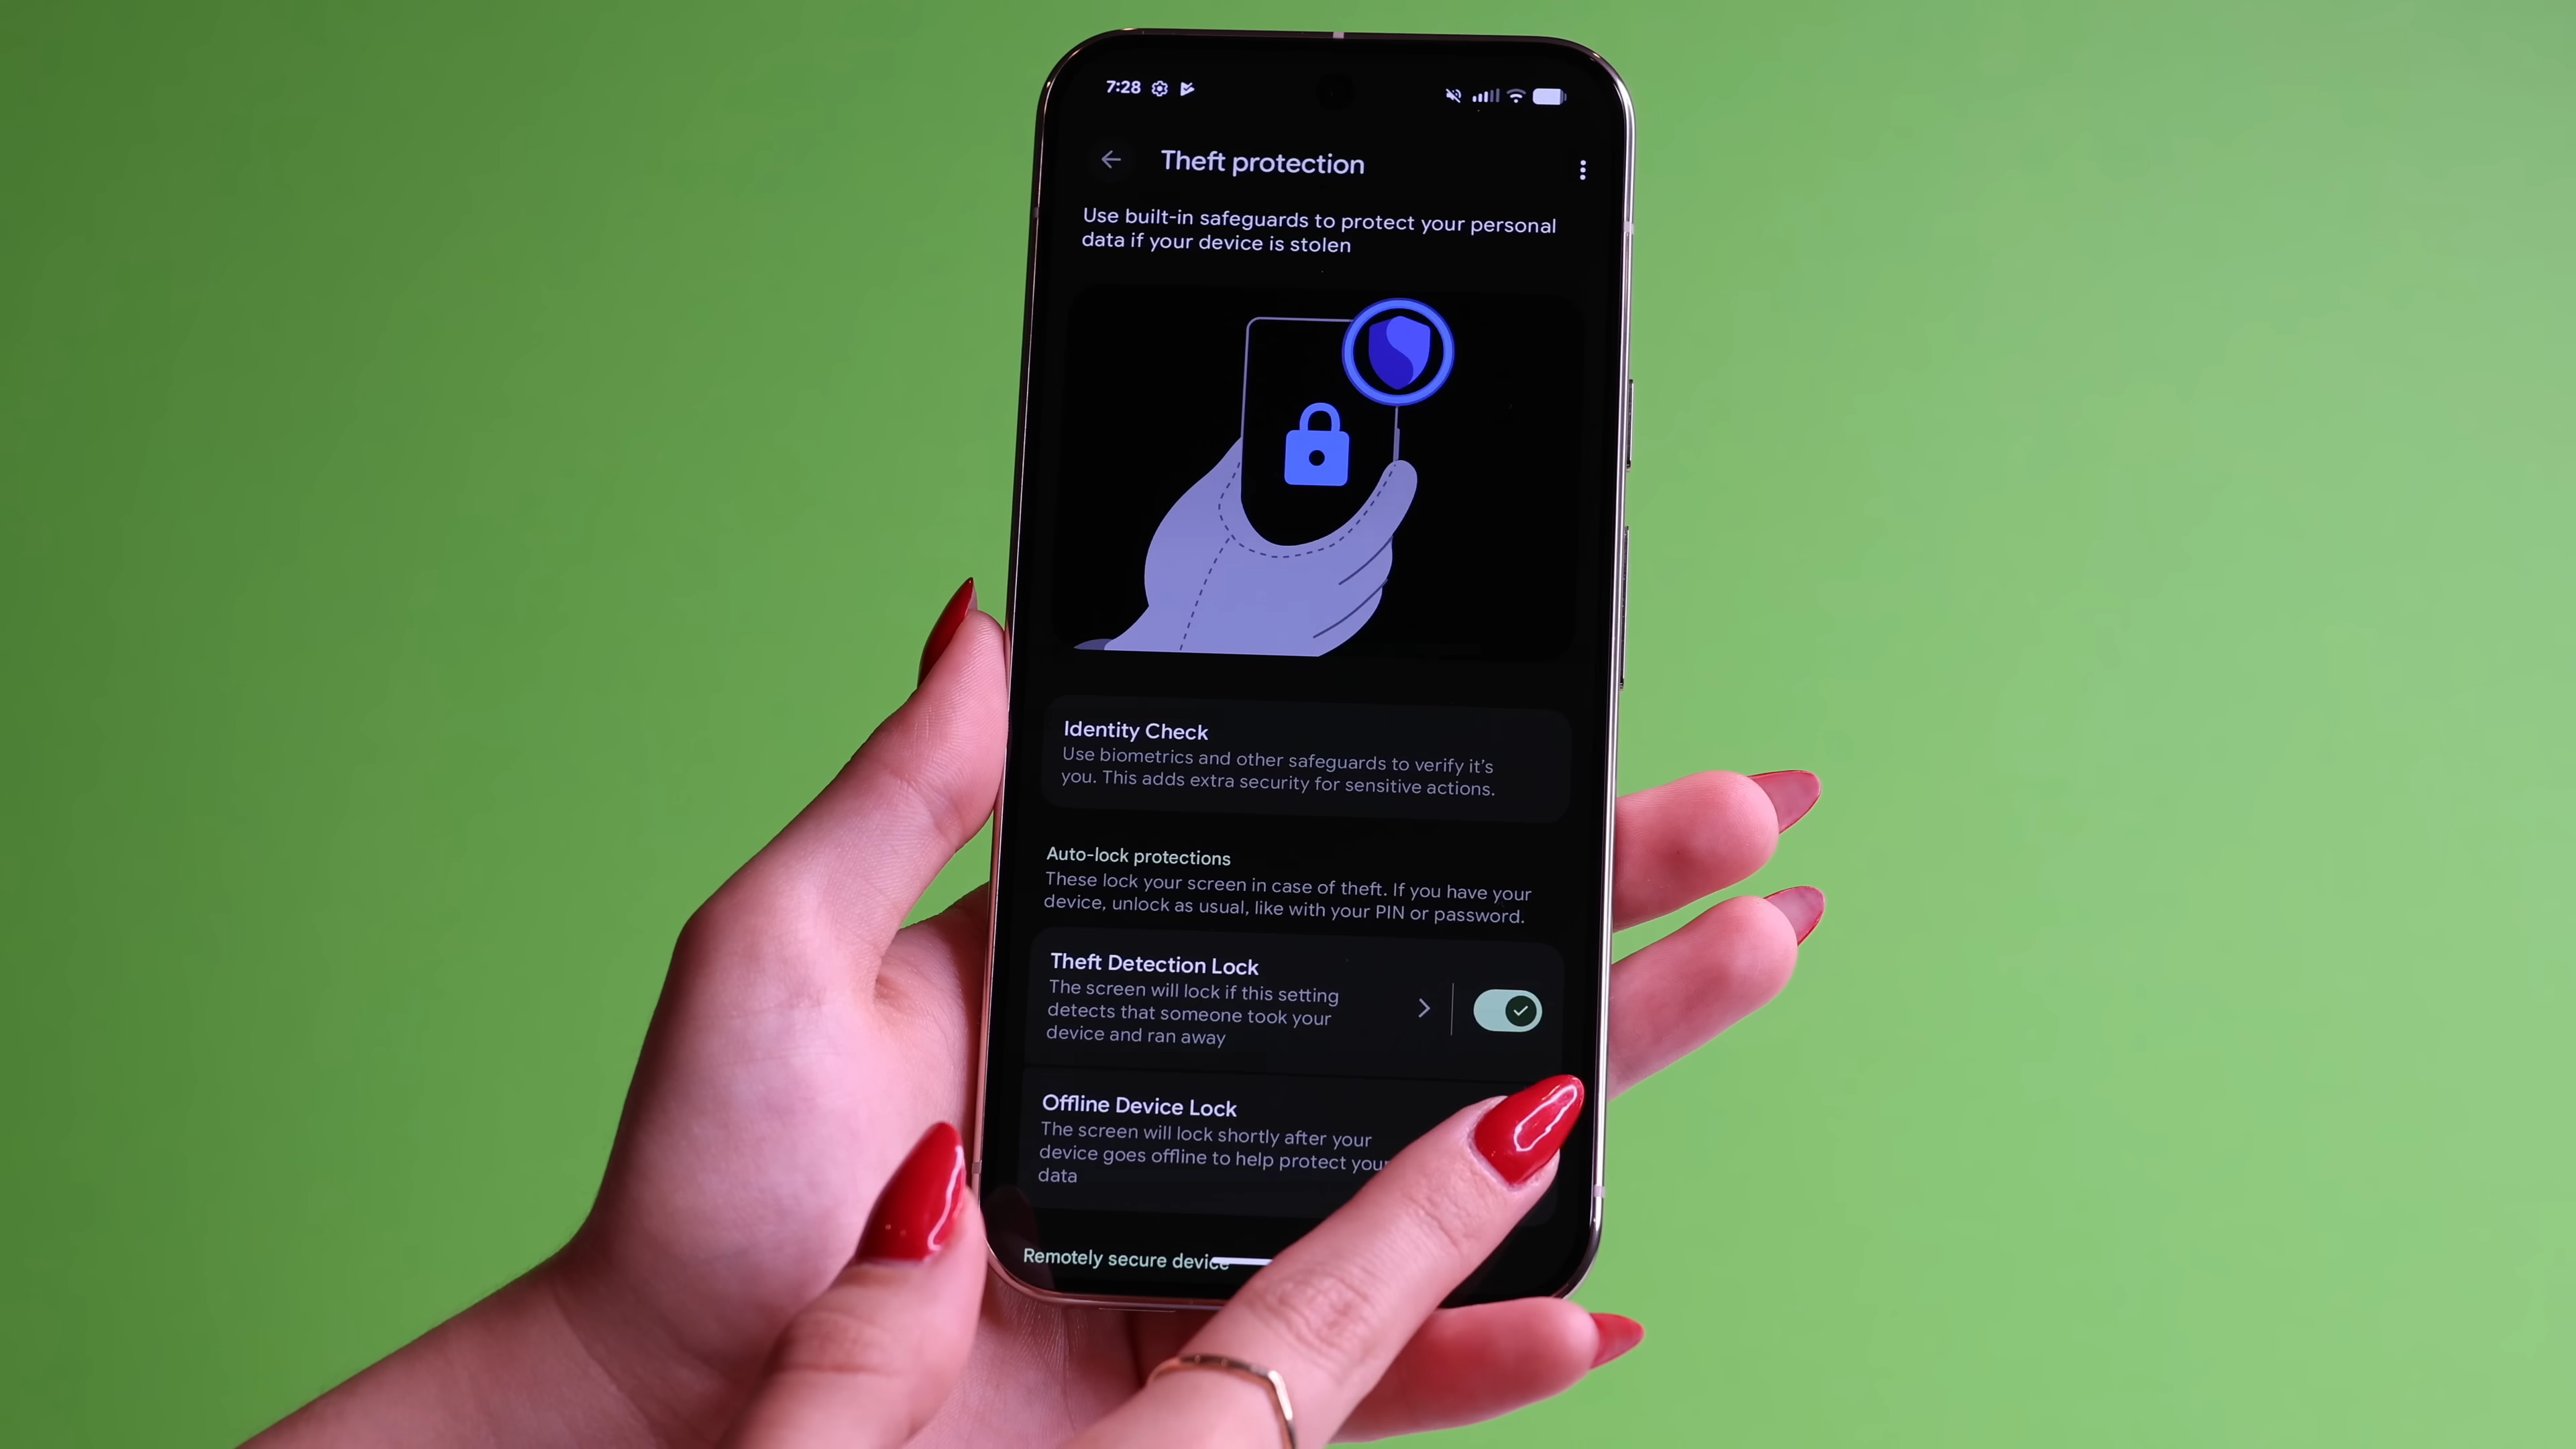 7:28
Theft protection
Use built-in safeguards to protect your personal
data if your device is stolen
Identity Check
Use biometrics and other safeguards to verify it's
you. This adds extra security for sensitive actions.
Auto-lock protections
These lock your screen in case of theft. If you have your
device, unlock as usual, like with your PIN or password.
Theft Detection Lock
The screen will lock if this setting
detects that someone took your
device and ran away
Offline Device Lock
The screen will lock shortly after your
device goes offline to help protect your
data
Remotely secure device